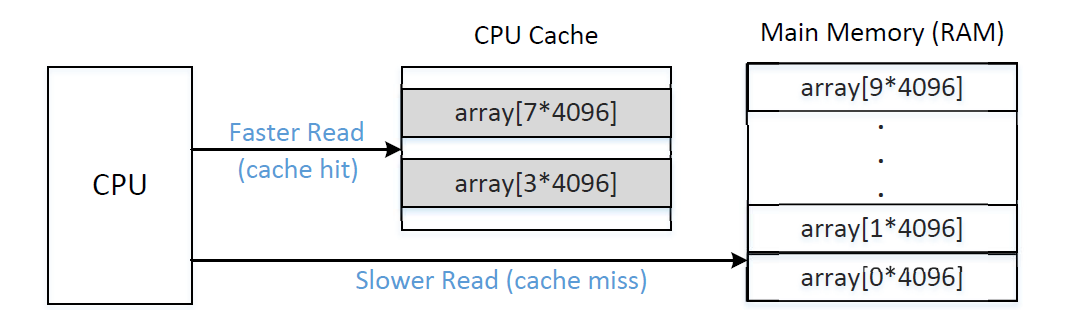 CPU Cache
Main Memory (RAM)
CPU
Faster Read
(cache hit)
array[7*4096]
array[3*4096]
array[9*4096]
.
.
.
array[1*4096]
array[0*4096]
Slower Read (cache miss)